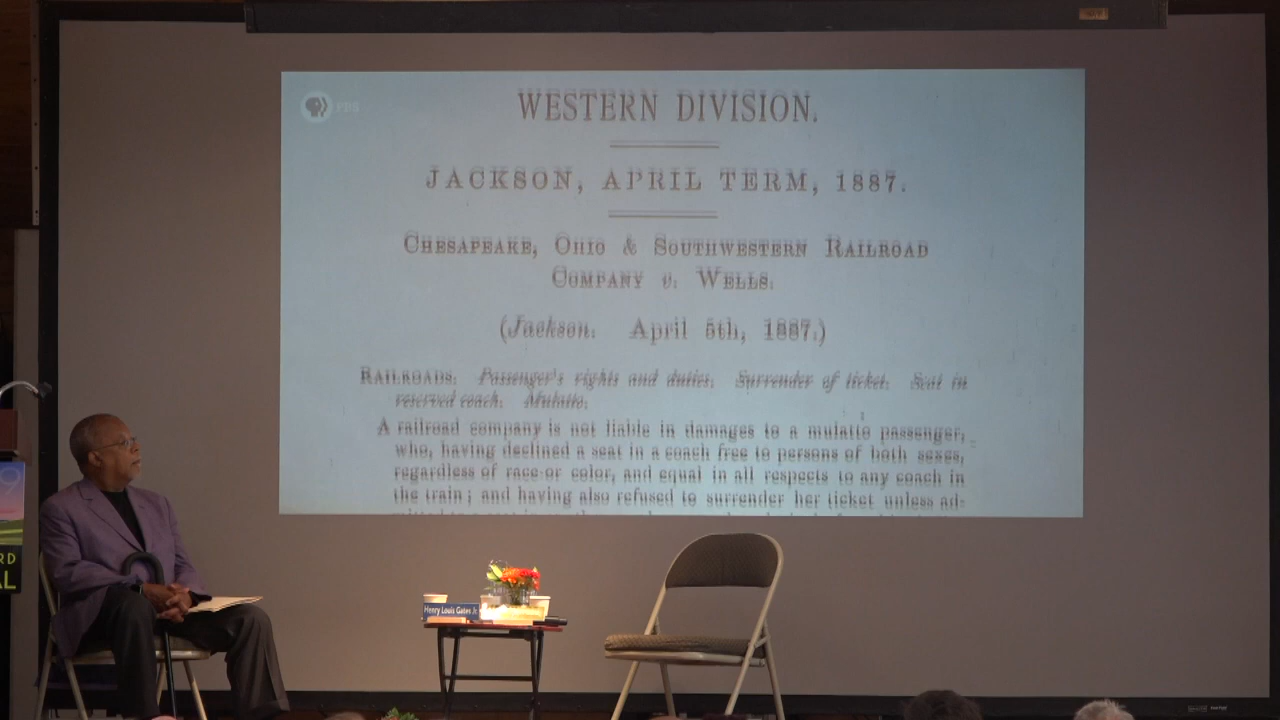 PBS
WESTERN DIVISION.
JACKSON, APRIL TERM, 1887.
CHESAPEAKE, OHIO & SOUTHWESTERN RAILROAD
COMPANY v. WELLS.
(Jackson. April 5th, 1887.)
RAILROADS. Passenger's rights and duties. Surrender of ticket. Seat in
reserved coach. Mulatto.
A railroad company is not liable in damages to a mulatto passenger,
who, having declined a seat in a coach free to persons of both sexes,
regardless of race or color, and equal in all respects to any coach in
the train; and having also refused to surrender her ticket unless ad-
Henry Louis Gates Jr
9
RD
AL